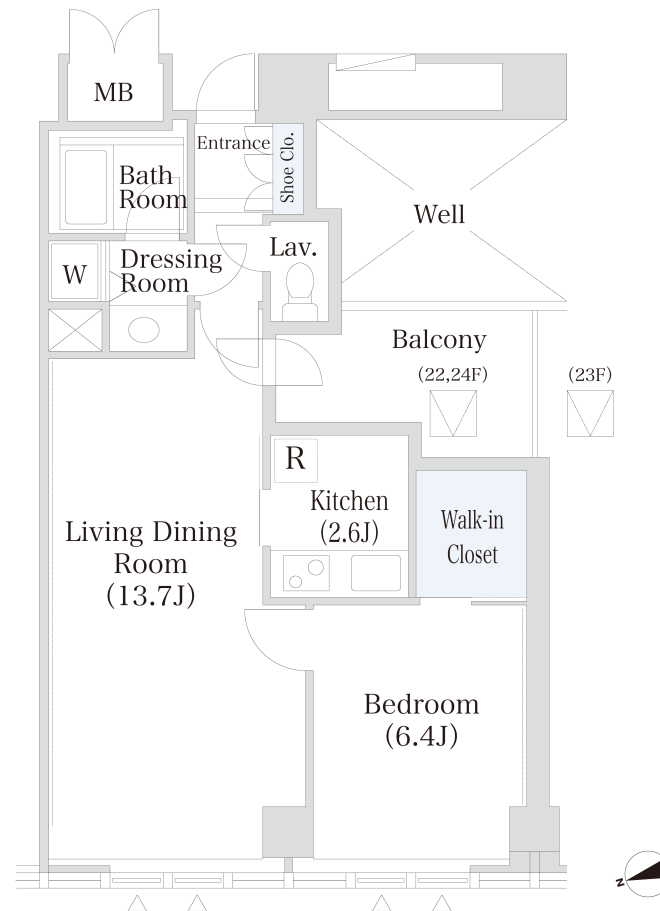 MB
Entrance
Shoe Clo.
Bath
Room
Well
Lav.
Dressing
Room
W
Balcony
(22,24F)
(23F)
R
Kitchen
(2.6J)
Walk-in
Closet
Living Dining
Room
(13.7J)
Bedroom
(6.4J)
N